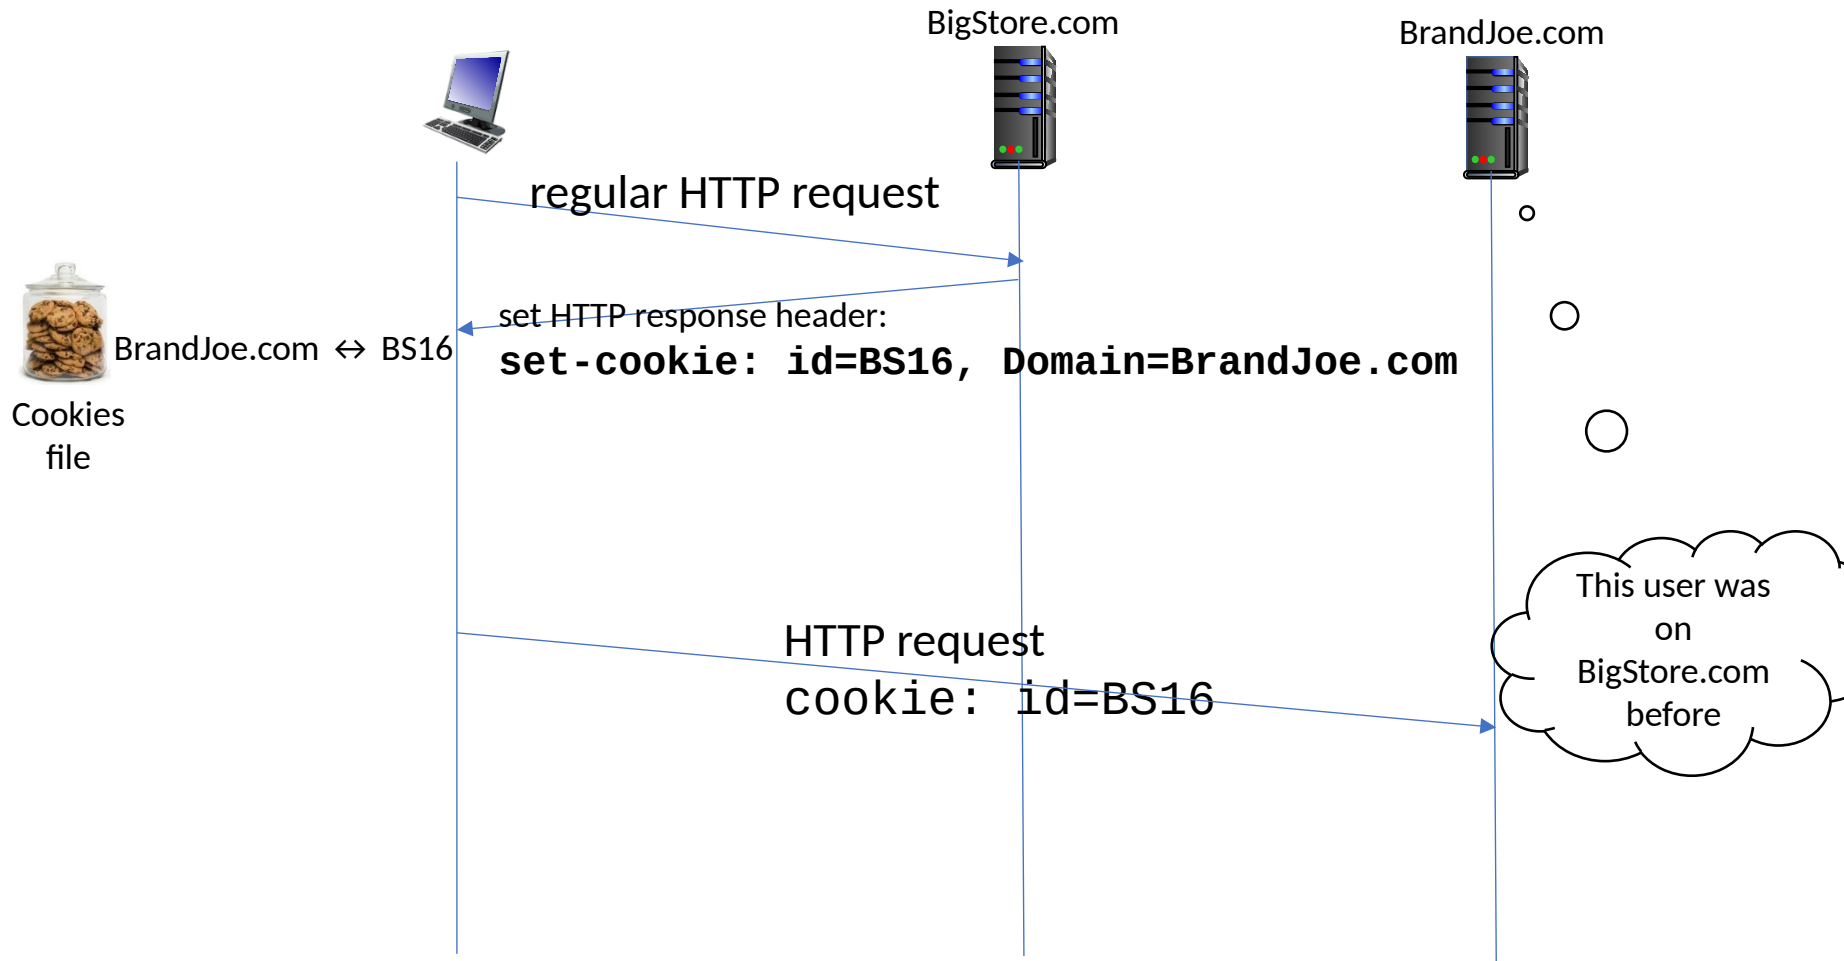 BigStore.com
BrandJoe.com
regular HTTP request
set HTTP response header:
set-cookie: id=BS16, Domain=BrandJoe.com
BrandJoe.com ↔ BS16
Cookies
file
HTTP request
cookie: id=BS16
This user was
on
BigStore.com
before